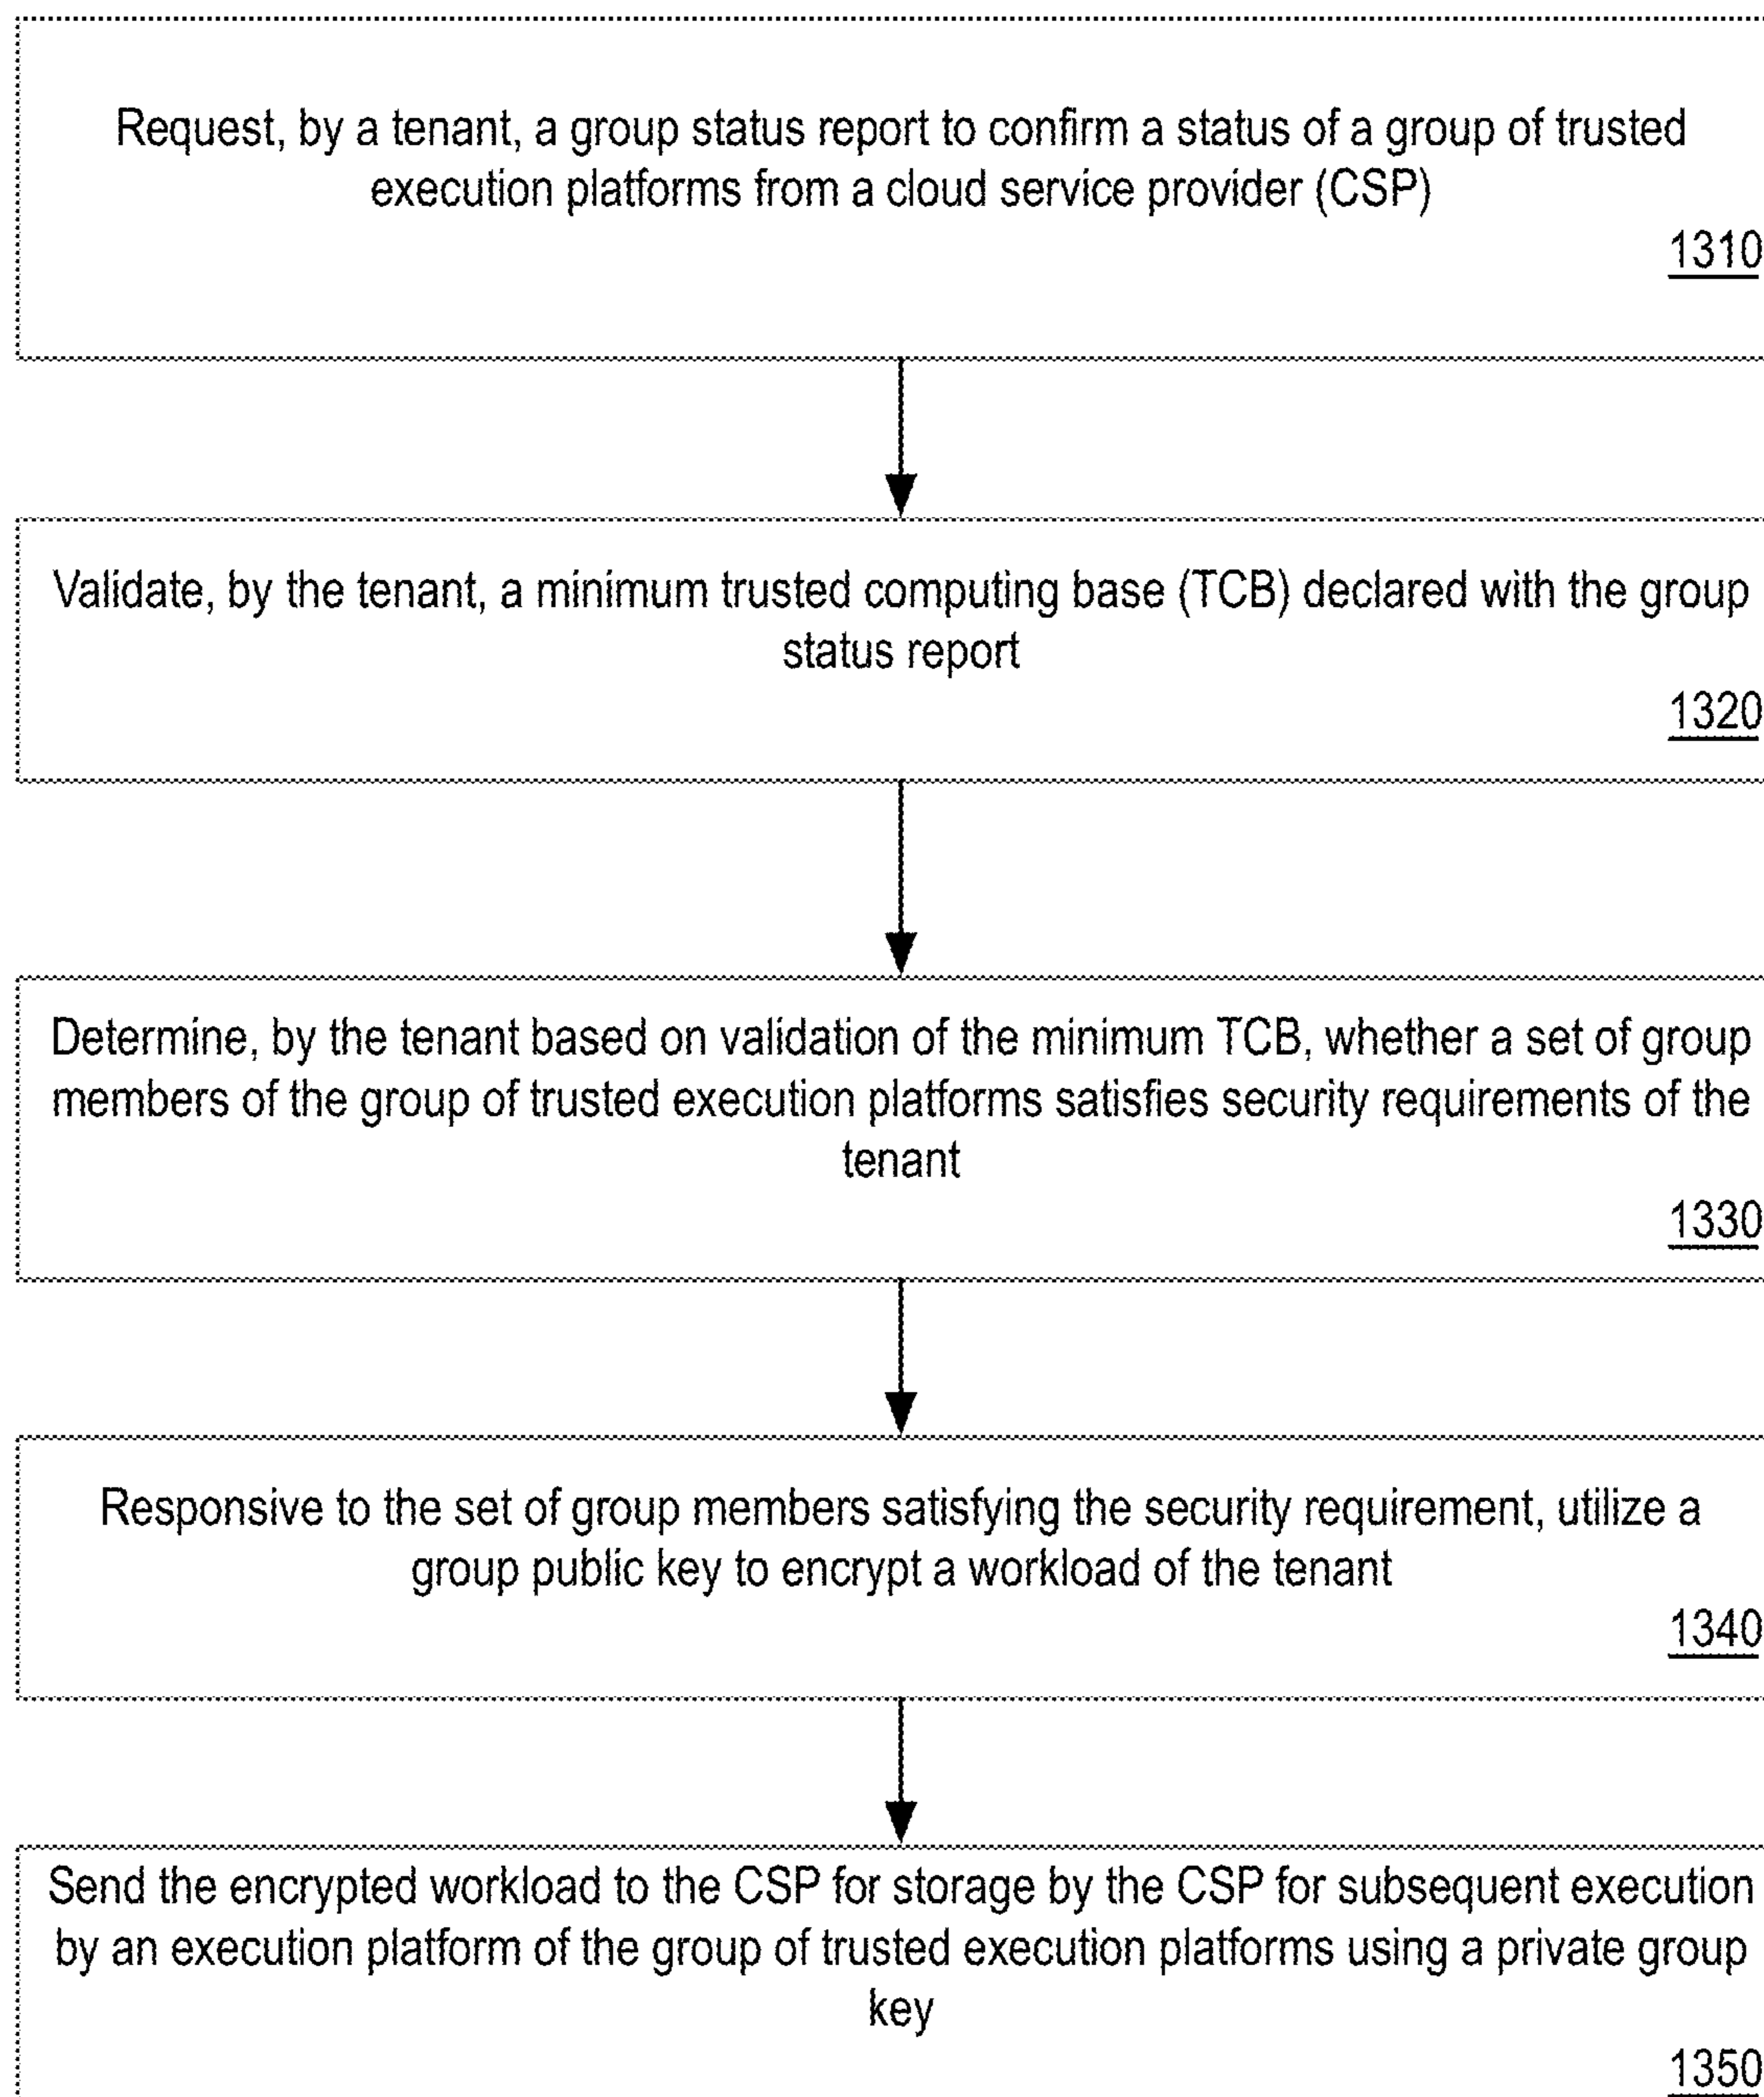 Request, by a tenant, a group status report to confirm a status of a group of trusted
execution platforms from a cloud service provider (CSP)
1310
Validate, by the tenant, a minimum trusted computing base (TCB) declared with the group
status report
1320
Determine, by the tenant based on validation of the minimum TCB, whether a set of group
members of the group of trusted execution platforms satisfies security requirements of the
tenant
1330
Responsive to the set of group members satisfying the security requirement, utilize a
group public key to encrypt a workload of the tenant
1340
Send the encrypted workload to the CSP for storage by the CSP for subsequent execution
by an execution platform of the group of trusted execution platforms using a private group
key
1350